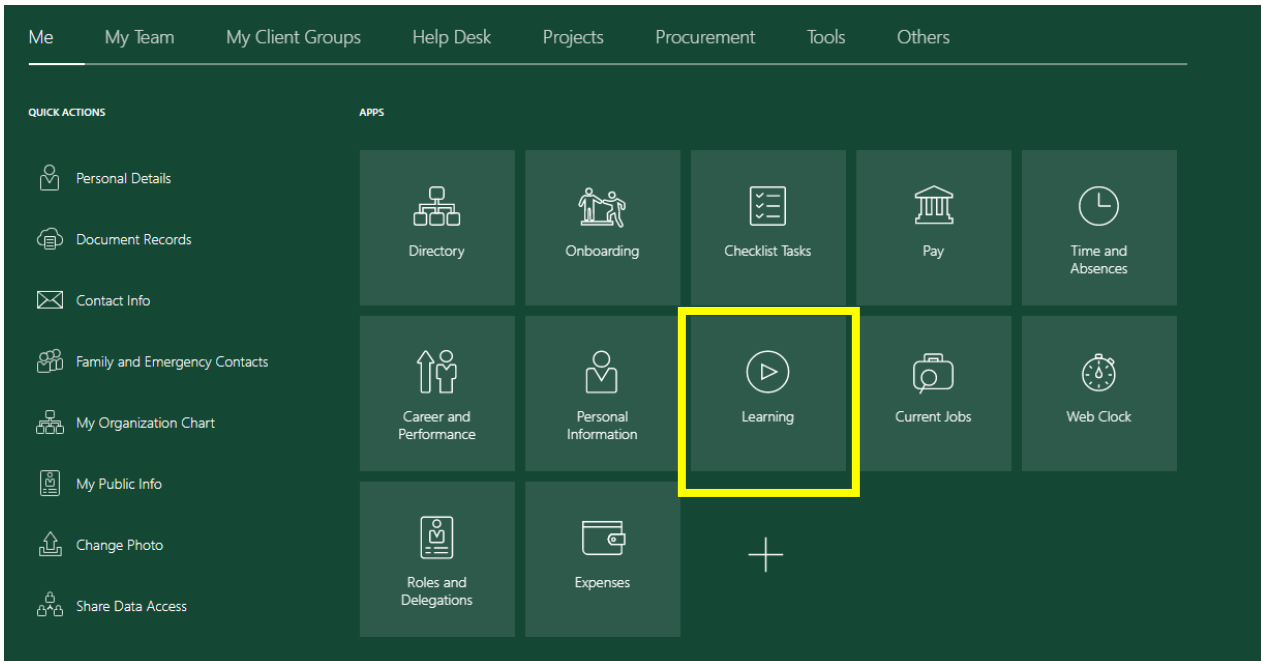 Me My Team My Client Groups Help Desk Projects Procurement Tools Others
QUICK ACTIONS
Personal Details
Document Records
Contact Info
Family and Emergency Contacts
My Organization Chart
My Public Info
Change Photo
Share Data Access
APPS
Directory
Onboarding
Checklist Tasks
Pay
Time and
Absences
Career and
Performance
Personal
Information
Learning
Current Jobs
Web Clock
Roles and
Delegations
Expenses